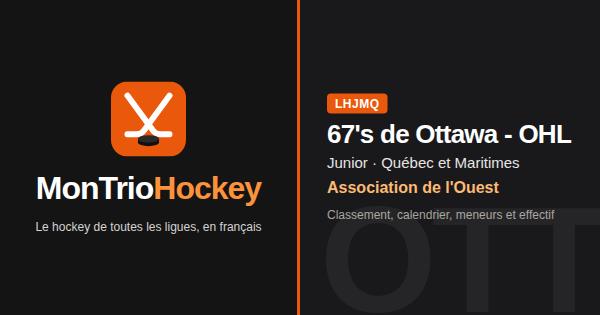 MonTrioHockey
Le hockey de toutes les ligues, en français
LHJMQ
67's de Ottawa - OHL
Junior · Québec et Maritimes
Association de l'Ouest
Classement, calendrier, meneurs et effectif
OTT